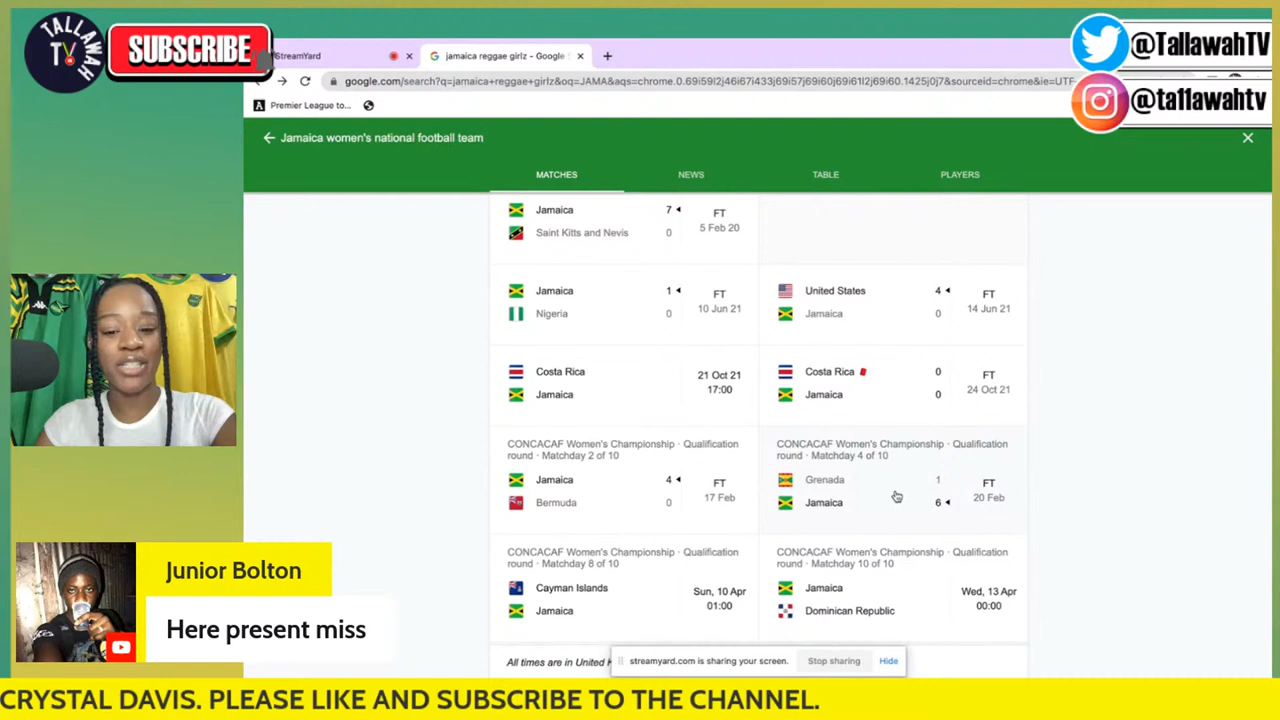 TALLAWAH
TV
SUBSCRIBE
@TallawahTV
@ta11awahtv
StreamYard
jamaica reggae girlz - Google S
google.com/search?q=jamaica+reggae+girlz&oq=JAMA&aqs=chrome.0.69i59l2j46i67i433j69i57j69i60j69i61l2j69i60.1425j0j7&sourceid=chrome&ie=UTF-
Premier League to...
Jamaica women's national football team
MATCHES
NEWS
TABLE
PLAYERS
Jamaica 7
Saint Kitts and Nevis 0
FT
5 Feb 20
Jamaica 1
Nigeria 0
FT
10 Jun 21
United States 4
Jamaica 0
FT
14 Jun 21
Costa Rica
Jamaica
21 Oct 21
17:00
Costa Rica 0
Jamaica 0
FT
24 Oct 21
CONCACAF Women's Championship · Qualification
round · Matchday 2 of 10
Jamaica 4
Bermuda 0
FT
17 Feb
CONCACAF Women's Championship · Qualification
round · Matchday 4 of 10
Grenada 1
Jamaica 6
FT
20 Feb
CONCACAF Women's Championship · Qualification
round · Matchday 8 of 10
Cayman Islands
Jamaica
Sun, 10 Apr
01:00
CONCACAF Women's Championship · Qualification
round · Matchday 10 of 10
Jamaica
Dominican Republic
Wed, 13 Apr
00:00
All times are in United K
streamyard.com is sharing your screen.
Stop sharing
Hide
Junior Bolton
Here present miss
CRYSTAL DAVIS. PLEASE LIKE AND SUBSCRIBE TO THE CHANNEL.